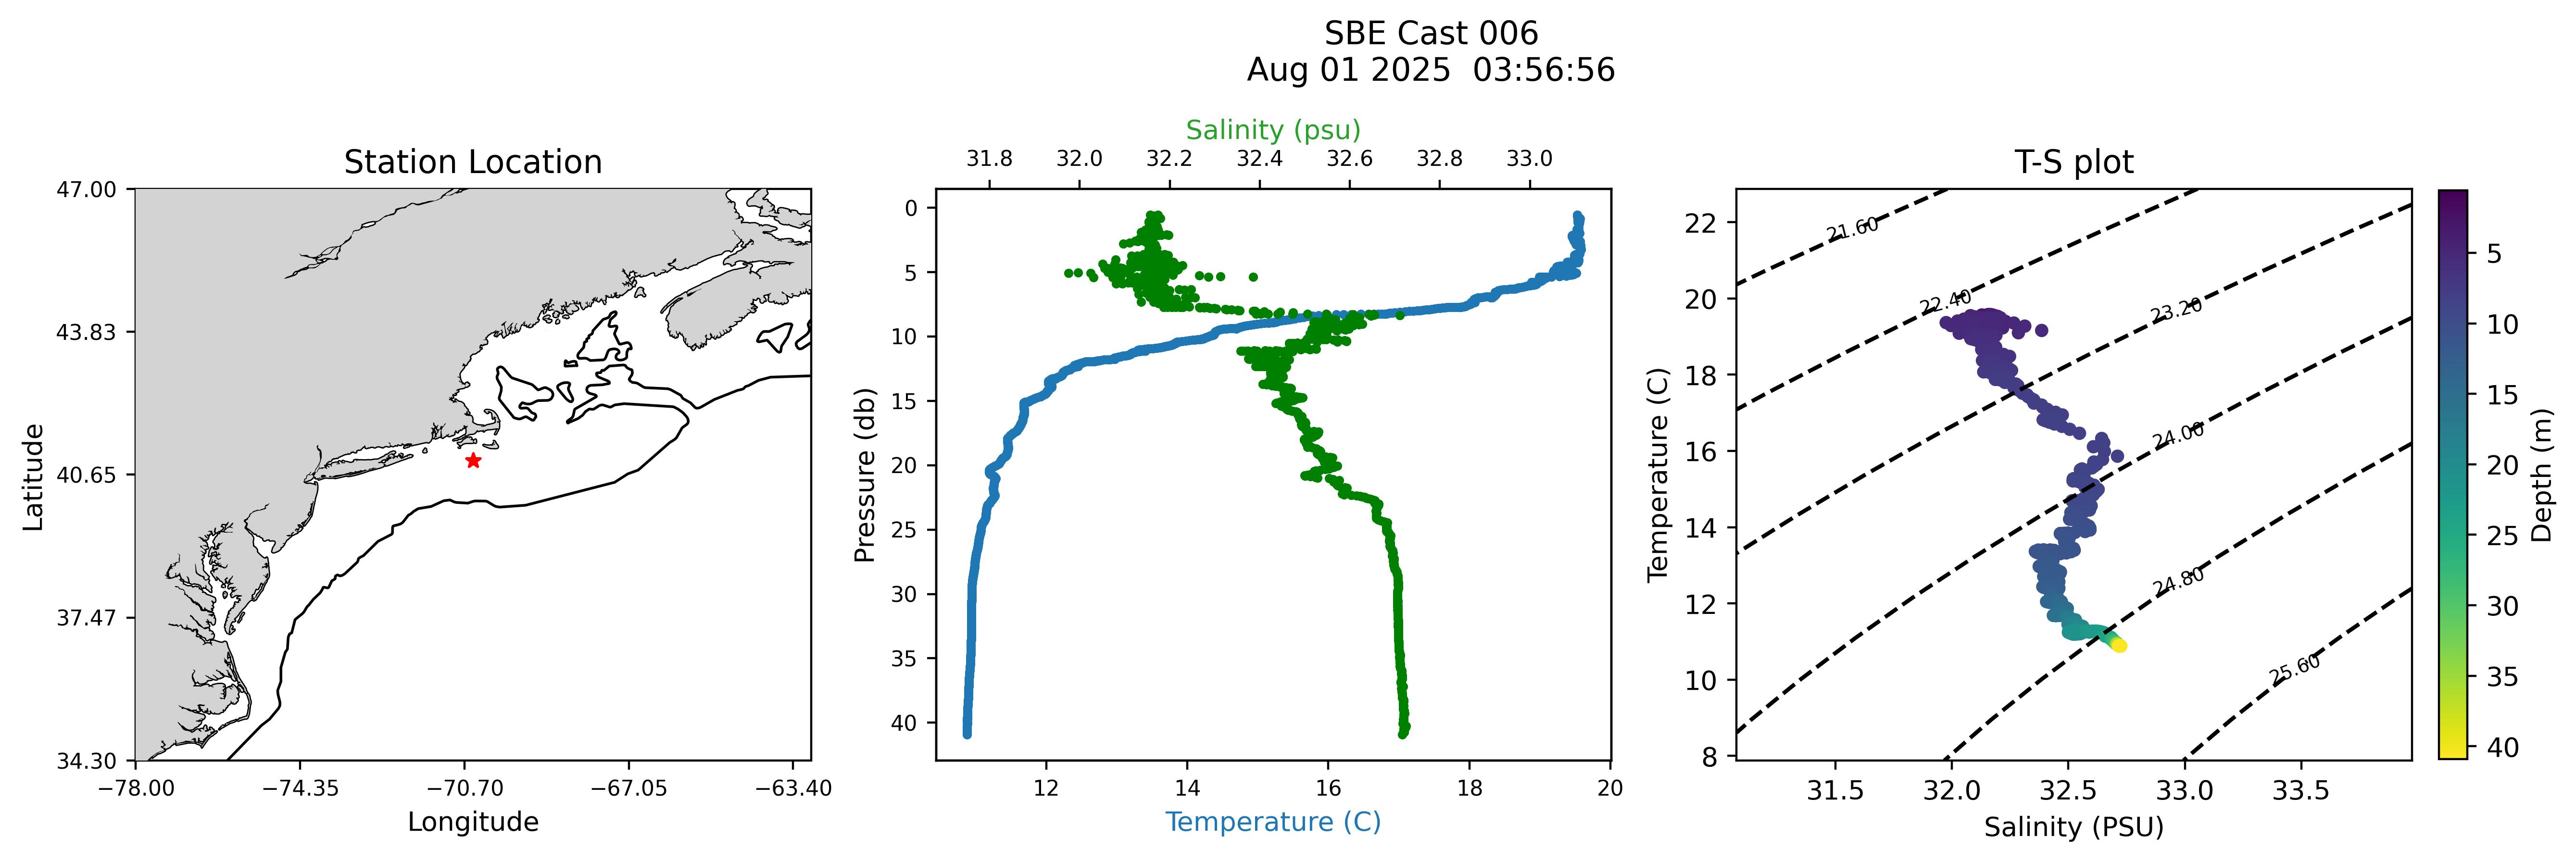 SBE Cast 006
Aug 01 2025  03:56:56
Station Location
47.00
43.83
40.65
37.47
34.30
Latitude
−78.00 −74.35 −70.70 −67.05 −63.40
Longitude
Salinity (psu)
31.8 32.0 32.2 32.4 32.6 32.8 33.0
0
5
10
15
20
25
30
35
40
Pressure (db)
12 14 16 18 20
Temperature (C)
T-S plot
22
20
18
16
14
12
10
8
Temperature (C)
21.60
22.40
23.20
24.00
24.80
25.60
31.5 32.0 32.5 33.0 33.5
Salinity (PSU)
5
10
15
20
25
30
35
40
Depth (m)